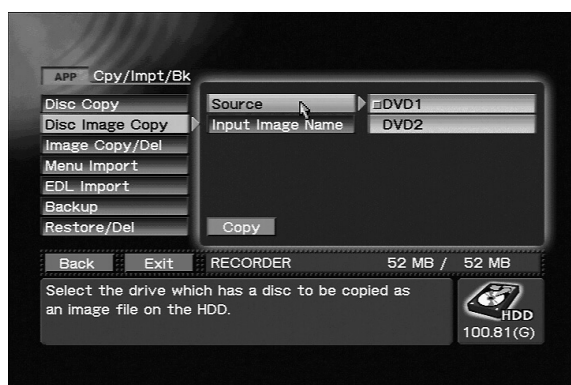 APP Cpy/Impt/Bk
Disc Copy
Disc Image Copy
Image Copy/Del
Menu Import
EDL Import
Backup
Restore/Del
Source
DVD1
Input Image Name
DVD2
Copy
Back Exit RECORDER 52 MB / 52 MB
Select the drive which has a disc to be copied as
an image file on the HDD.
HDD
100.81(G)